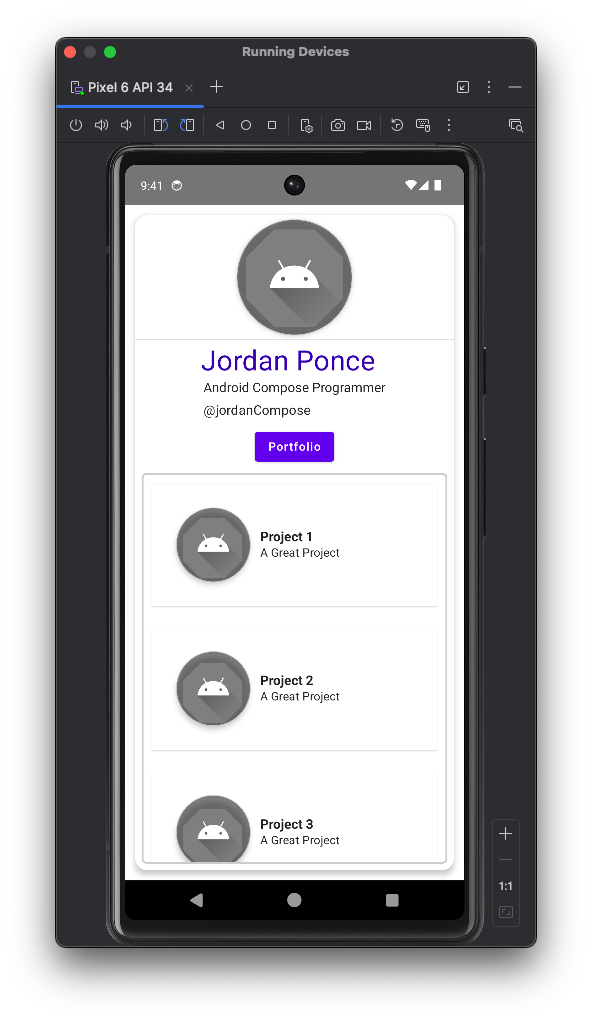 Running Devices
Pixel 6 API 34
9:41
Jordan Ponce
Android Compose Programmer
@jordanCompose
Portfolio
Project 1
A Great Project
Project 2
A Great Project
Project 3
A Great Project
1:1